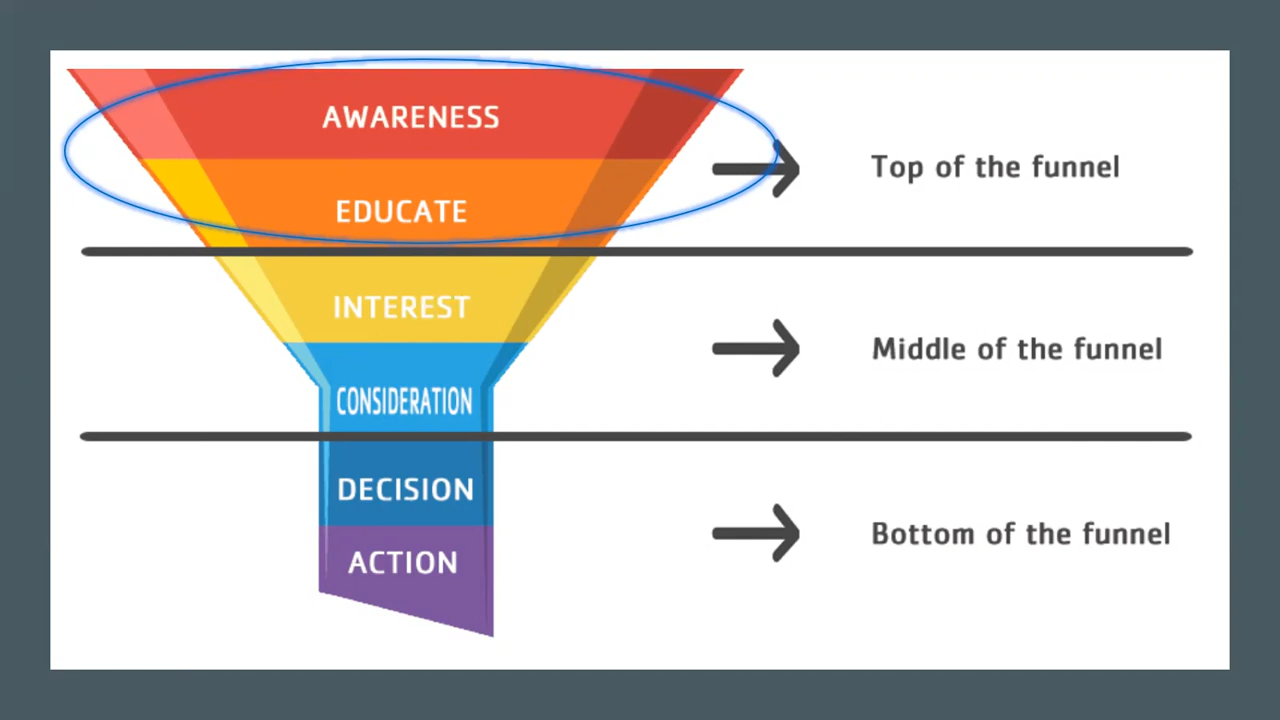 AWARENESS
Top of the funnel
EDUCATE
INTEREST
Middle of the funnel
CONSIDERATION
DECISION
Bottom of the funnel
ACTION